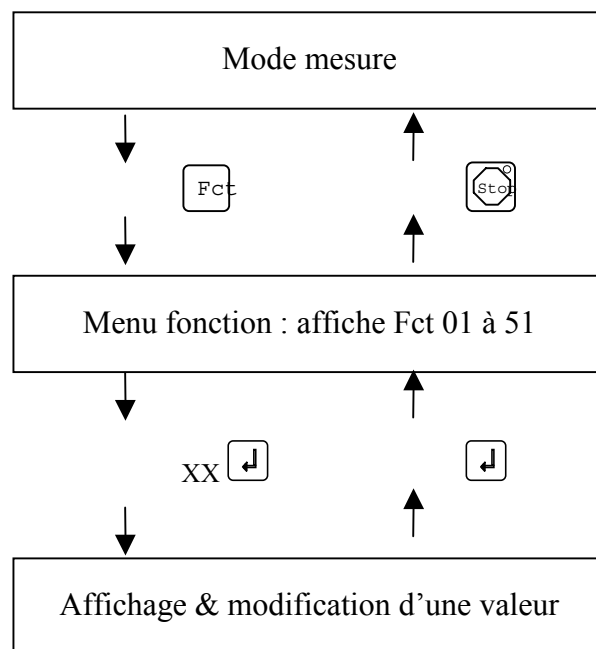 Mode mesure
Fct
Stop
Menu fonction : affiche Fct 01 à 51
XX
Affichage & modification d’une valeur